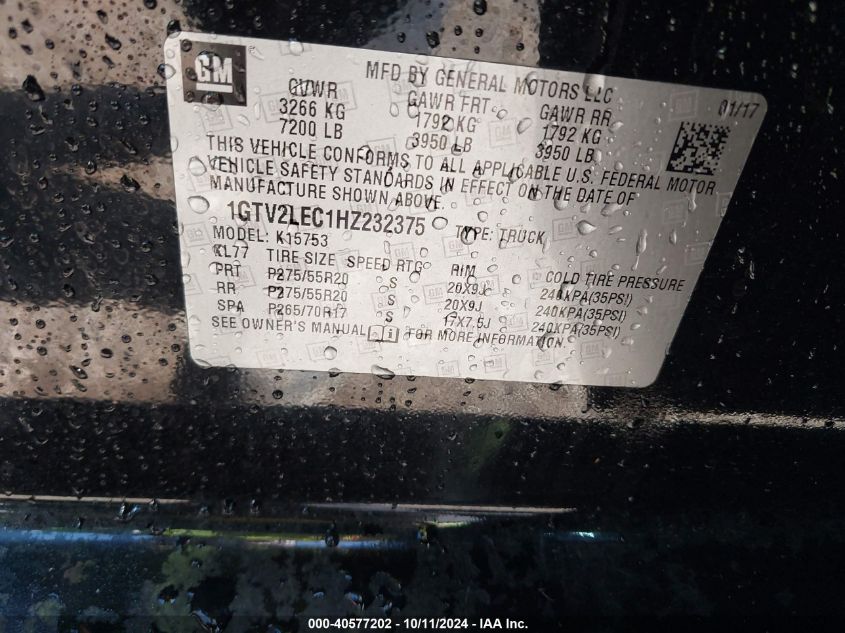 GM
MFD BY GENERAL MOTORS LLC
01/17
GVWR GAWR FRT. GAWR RR
3266 KG 1792 KG 1792 KG
7200 LB 3950 LB 3950 LB
THIS VEHICLE CONFORMS TO ALL APPLICABLE U.S. FEDERAL MOTOR
VEHICLE SAFETY STANDARDS IN EFFECT ON THE DATE OF
MANUFACTURE SHOWN ABOVE.
1GTV2LEC1HZ232375 TYPE: TRUCK
MODEL: K15753
KL77 TIRE SIZE SPEED RTG RIM COLD TIRE PRESSURE
FRT P275/55R20 S 20X9J 240KPA(35PSI)
RR P275/55R20 S 20X9J 240KPA(35PSI)
SPA P265/70R17 S 17X7.5J 240KPA(35PSI)
SEE OWNER'S MANUAL i FOR MORE INFORMATION.
000-40577202 - 10/11/2024 - IAA Inc.